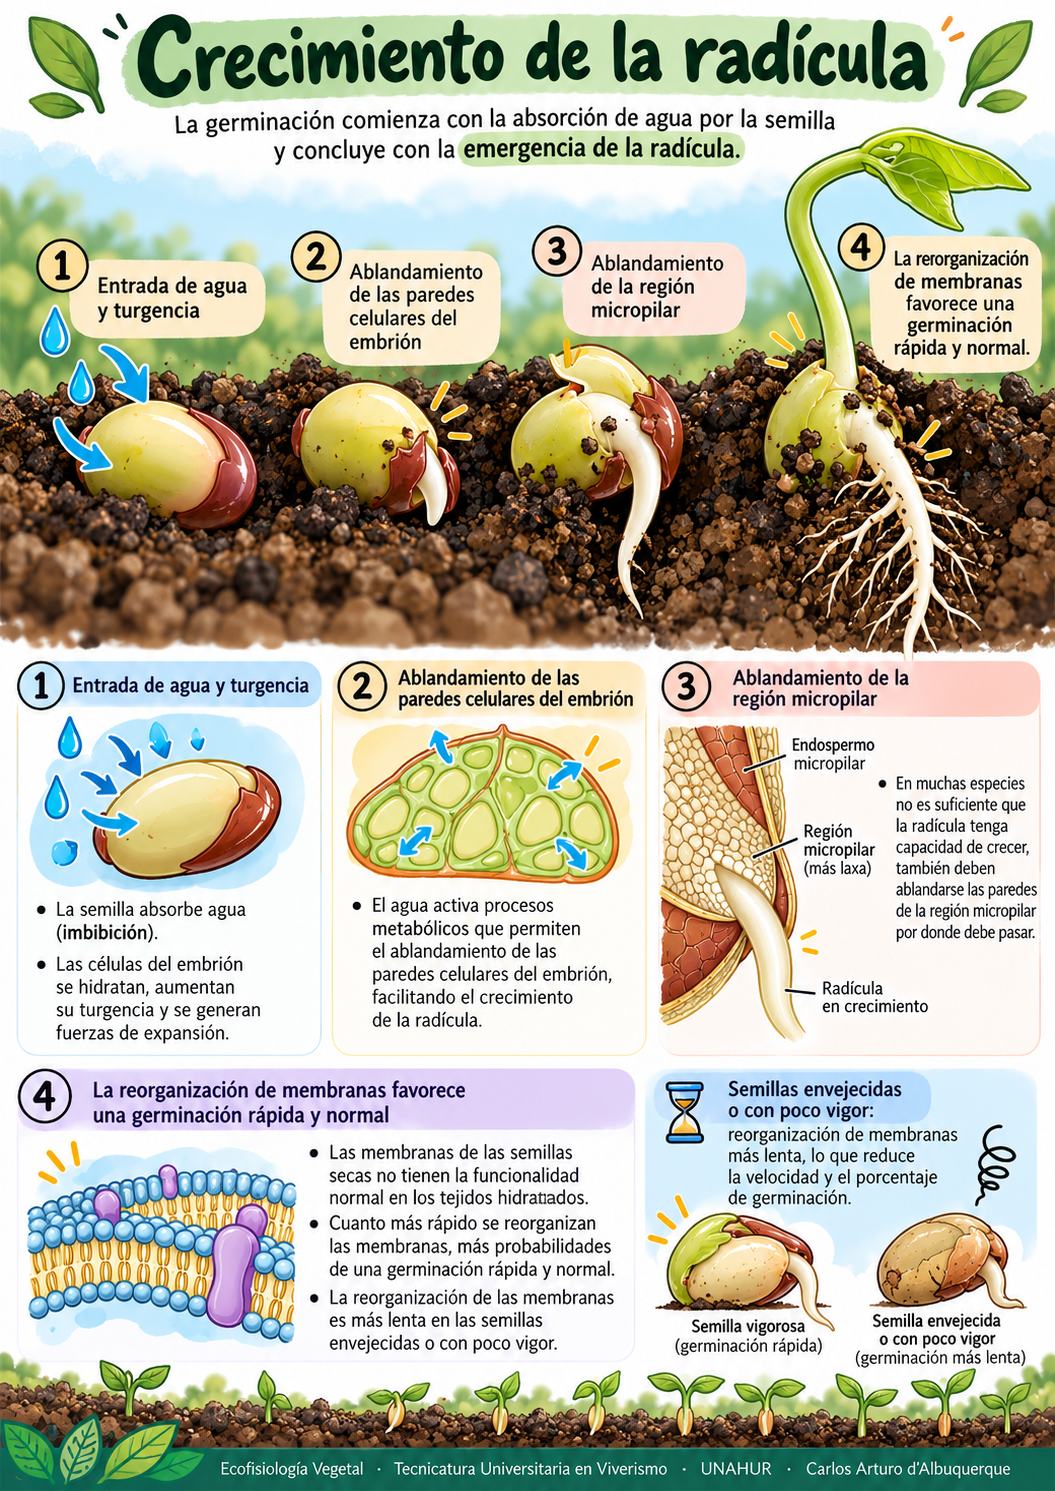 Crecimiento de la radícula
La germinación comienza con la absorción de agua por la semilla
y concluye con la emergencia de la radícula.
1
Entrada de agua
y turgencia
2
Ablandamiento
de las paredes
celulares del
embrión
3
Ablandamiento
de la región
micropilar
4
La rerorganización
de membranas
favorece una
germinación
rápida y normal.
1 Entrada de agua y turgencia
• La semilla absorbe agua
(imbibición).
• Las células del embrión
se hidratan, aumentan
su turgencia y se generan
fuerzas de expansión.
2
Ablandamiento de las
paredes celulares del embrión
• El agua activa procesos
metabólicos que permiten
el ablandamiento de las
paredes celulares del embrión,
facilitando el crecimiento
de la radícula.
3
Ablandamiento de la
región micropilar
Endospermo
micropilar
Región
micropilar
(más laxa)
Radícula
en crecimiento
• En muchas especies
no es suficiente que
la radícula tenga
capacidad de crecer,
también deben
ablandarse las paredes
de la región micropilar
por donde debe pasar.
4
La reorganización de membranas favorece
una germinación rápida y normal
• Las membranas de las semillas
secas no tienen la funcionalidad
normal en los tejidos
• Cuanto más rápido se reorganizan
las membranas, más probabilidades
de una germinación rápida y normal.
• La reorganización de las membranas
es más lenta en las semillas
envejecidas o con poco vigor.
Semillas envejecidas
o con poco vigor:
reorganización de membranas
más lenta, lo que reduce
la velocidad y el porcentaje
de germinación.
Semilla vigorosa
(germinación rápida)
Semilla envejecida
o con poco vigor
(germinación más lenta)
Ecofisiología Vegetal · Tecnicatura Universitaria en Viverismo · UNAHUR · Carlos Arturo d'Albuquerque